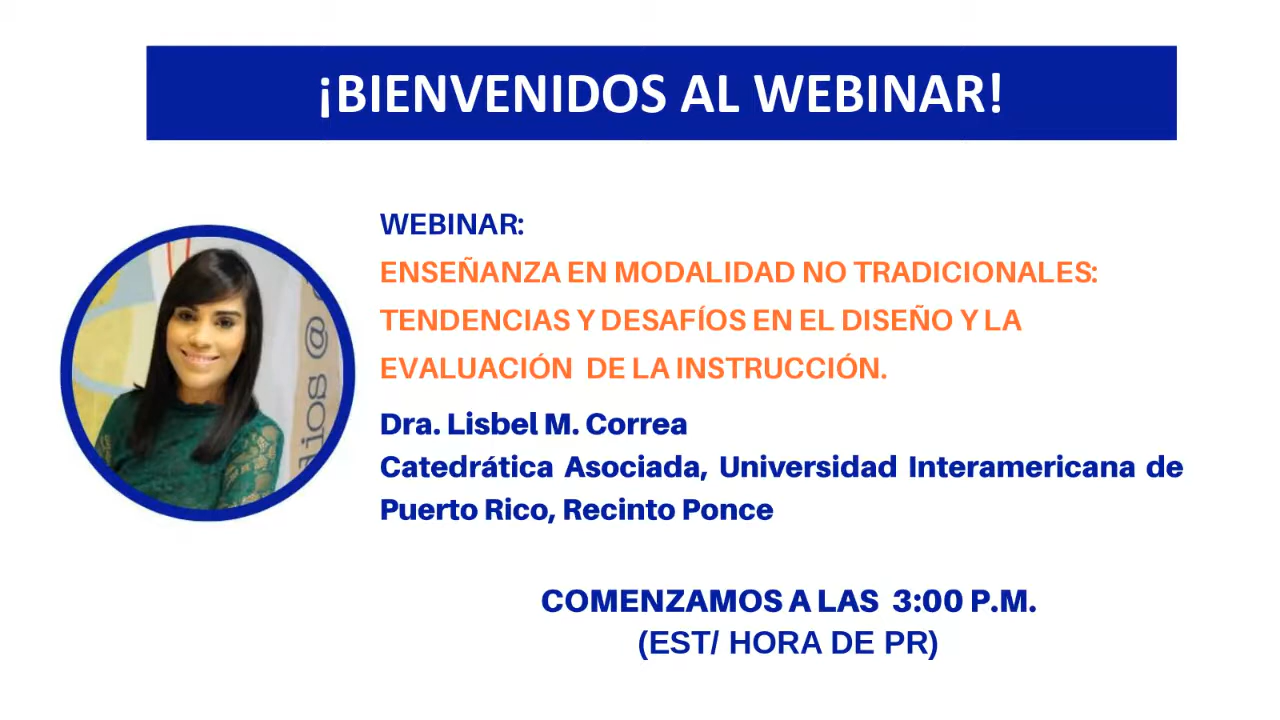 ¡BIENVENIDOS AL WEBINAR!
WEBINAR:
ENSEÑANZA EN MODALIDAD NO TRADICIONALES:
TENDENCIAS Y DESAFÍOS EN EL DISEÑO Y LA
EVALUACIÓN DE LA INSTRUCCIÓN.
Dra. Lisbel M. Correa
Catedrática Asociada, Universidad Interamericana de
Puerto Rico, Recinto Ponce
COMENZAMOS A LAS 3:00 P.M.
(EST/ HORA DE PR)